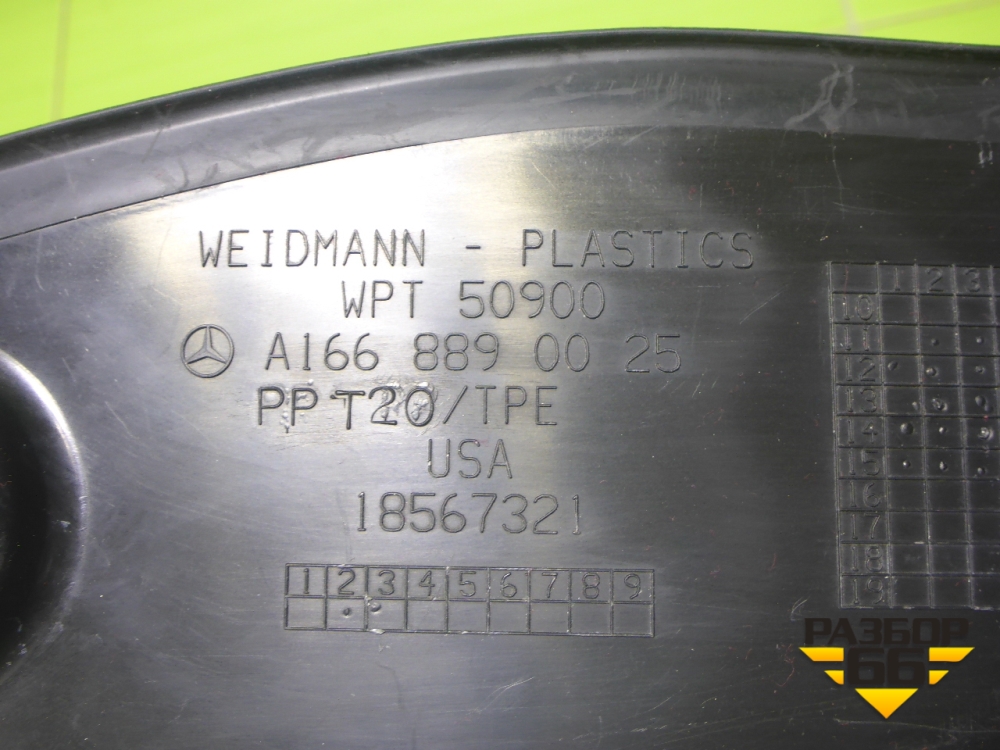 WEIDMANN - PLASTICS
WPT 50900
A166 889 00 25
PP T20/TPE
USA
18567321
1 2 3 4 5 6 7 8 9
1 2 3
10
11
12
13
14
15
16
17
18
19
РАЗБОР
66